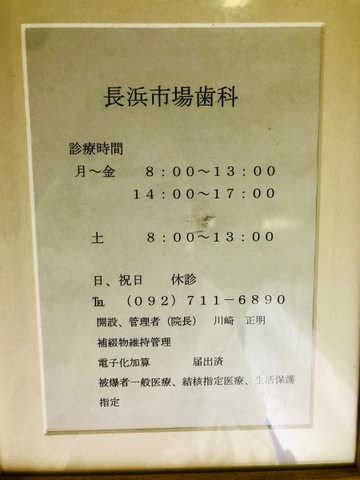 長浜市場歯科
診療時間
月〜金　８：００〜１３：００
１４：００〜１７：００
土　８：００〜１３：００
日、祝日　休診
℡　（０９２）７１１－６８９０
開設、管理者（院長）　川崎　正明
補綴物維持管理
電子化加算　届出済
被爆者一般医療、結核指定医療、生活保護
指定